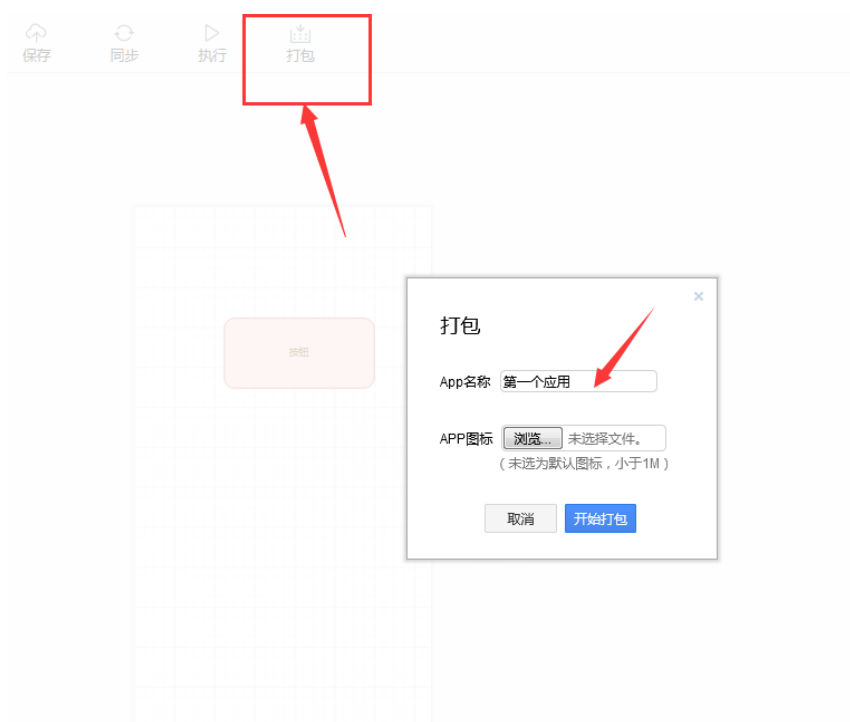 保存 同步 执行 打包
按钮
打包
App名称 第一个应用
APP图标 浏览... 未选择文件。
(未选为默认图标，小于1M)
取消 开始打包